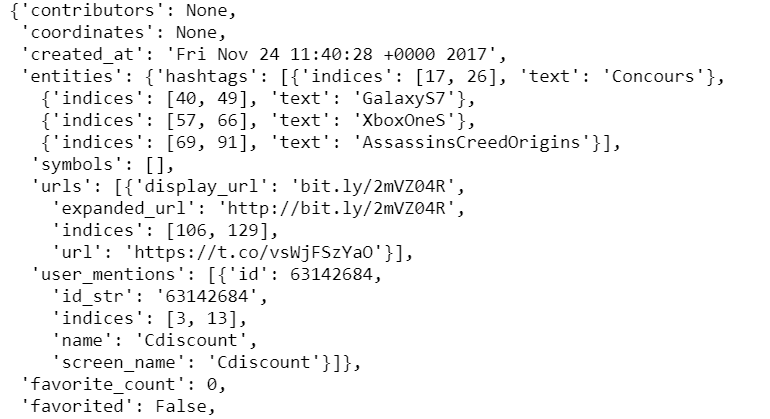 {'contributors': None,
 'coordinates': None,
 'created_at': 'Fri Nov 24 11:40:28 +0000 2017',
 'entities': {'hashtags': [{'indices': [17, 26], 'text': 'Concours'},
   {'indices': [40, 49], 'text': 'GalaxyS7'},
   {'indices': [57, 66], 'text': 'XboxOneS'},
   {'indices': [69, 91], 'text': 'AssassinsCreedOrigins'}],
  'symbols': [],
  'urls': [{'display_url': 'bit.ly/2mVZ04R',
    'expanded_url': 'http://bit.ly/2mVZ04R',
    'indices': [106, 129],
    'url': 'https://t.co/vsWjFSzYaO'}],
  'user_mentions': [{'id': 63142684,
    'id_str': '63142684',
    'indices': [3, 13],
    'name': 'Cdiscount',
    'screen_name': 'Cdiscount'}]},
 'favorite_count': 0,
 'favorited': False,